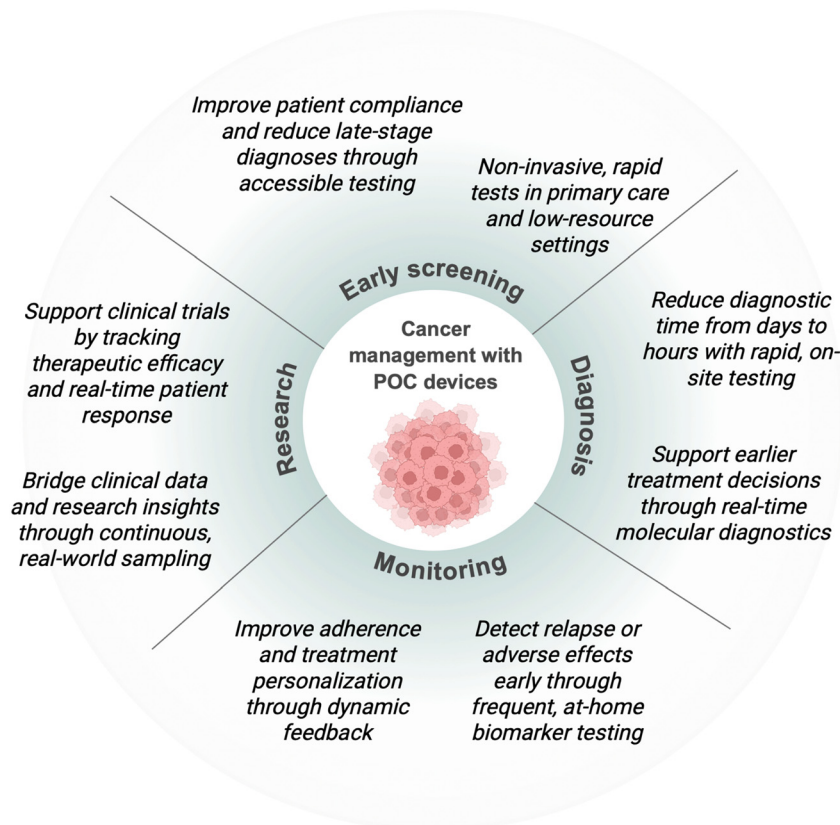 Improve patient compliance
and reduce late-stage
diagnoses through
accessible testing
Non-invasive, rapid
tests in primary care
and low-resource
settings
Early screening
Cancer
management with
POC devices
Diagnosis
Reduce diagnostic
time from days to
hours with rapid, on-
site testing
Support earlier
treatment decisions
through real-time
molecular diagnostics
Monitoring
Detect relapse or
adverse effects
early through
frequent, at-home
biomarker testing
Improve adherence
and treatment
personalization
through dynamic
feedback
Research
Support clinical trials
by tracking
therapeutic efficacy
and real-time patient
response
Bridge clinical data
and research insights
through continuous,
real-world sampling